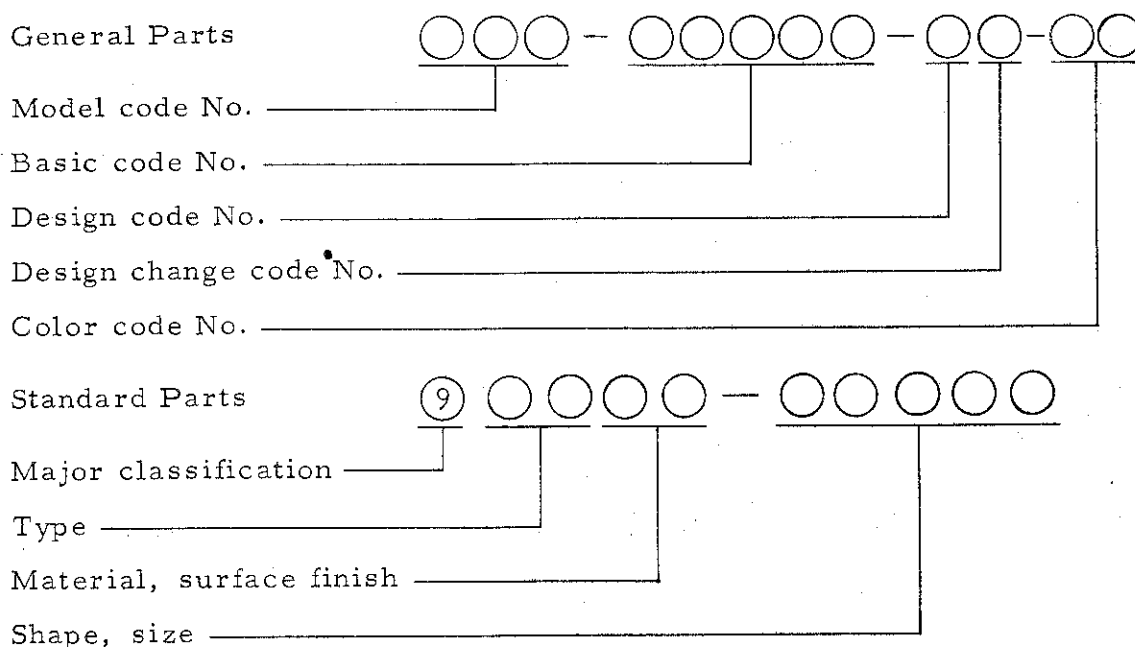 General Parts
Model code No.
Basic code No.
Design code No.
Design change code No.
Color code No.
Standard Parts 9
Major classification
Type
Material, surface finish
Shape, size